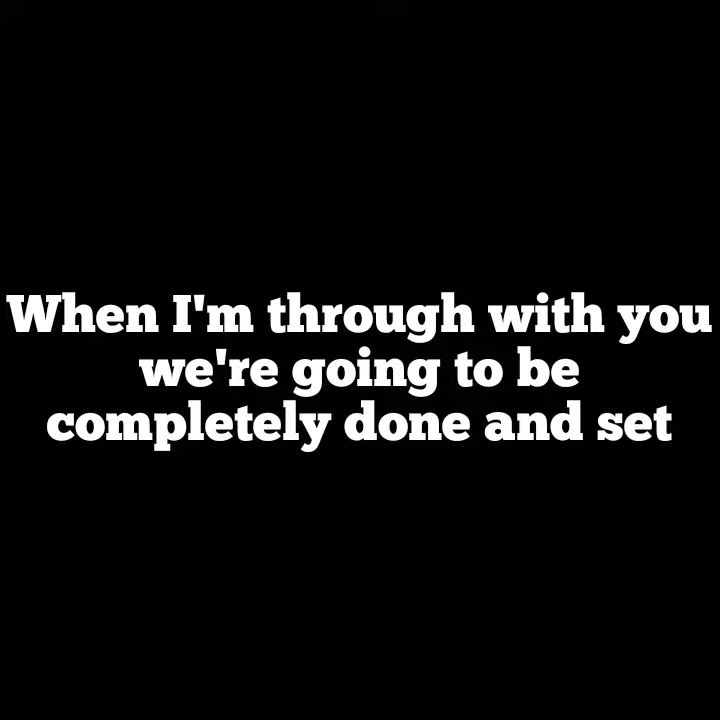 When I'm through with you
we're going to be
completely done and set